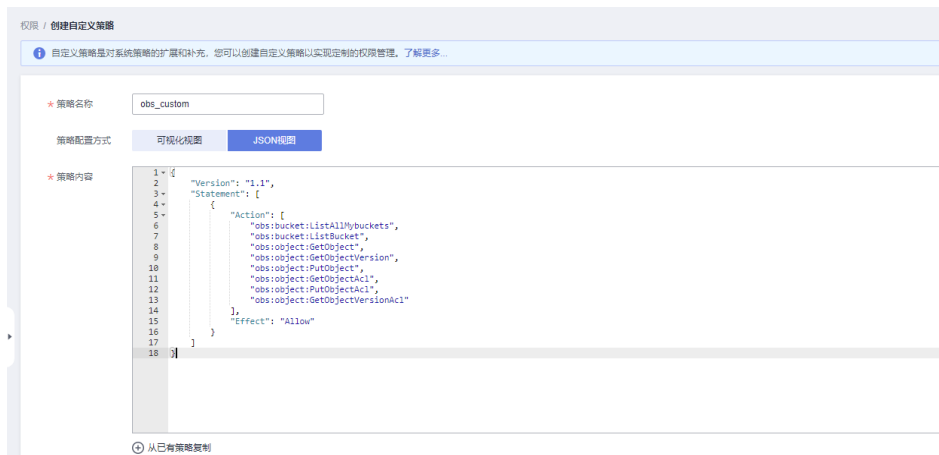 权限 / 创建自定义策略
自定义策略是对系统策略的扩展和补充，您可以创建自定义策略以实现定制的权限管理。了解更多...
★ 策略名称 obs_custom
策略配置方式 可视化视图 JSON视图
★ 策略内容
1 {
2 "Version": "1.1",
3 "Statement": [
4 {
5 "Action": [
6 "obs:bucket:ListAllMybuckets",
7 "obs:bucket:ListBucket",
8 "obs:object:GetObject",
9 "obs:object:GetObjectVersion",
10 "obs:object:PutObject",
11 "obs:object:GetObjectAcl",
12 "obs:object:PutObjectAcl",
13 "obs:object:GetObjectVersionAcl"
14 ],
15 "Effect": "Allow"
16 }
17 ]
18 }
从已有策略复制